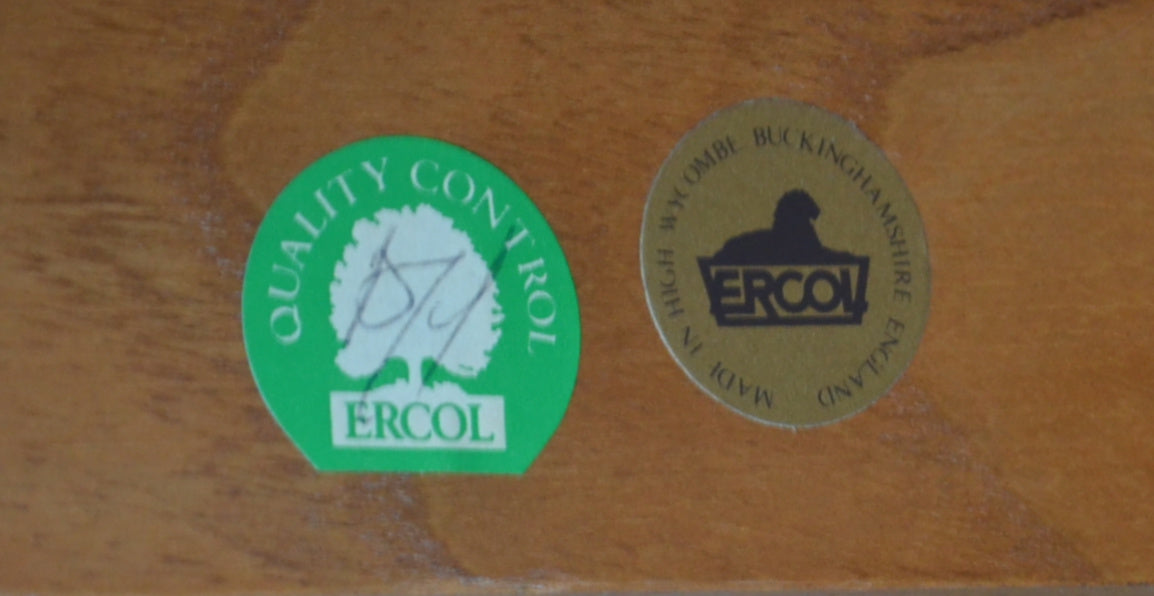 QUALITY CONTROL
ERCOL
MADE IN HIGH WYCOMBE BUCKINGHAMSHIRE ENGLAND
ERCOL